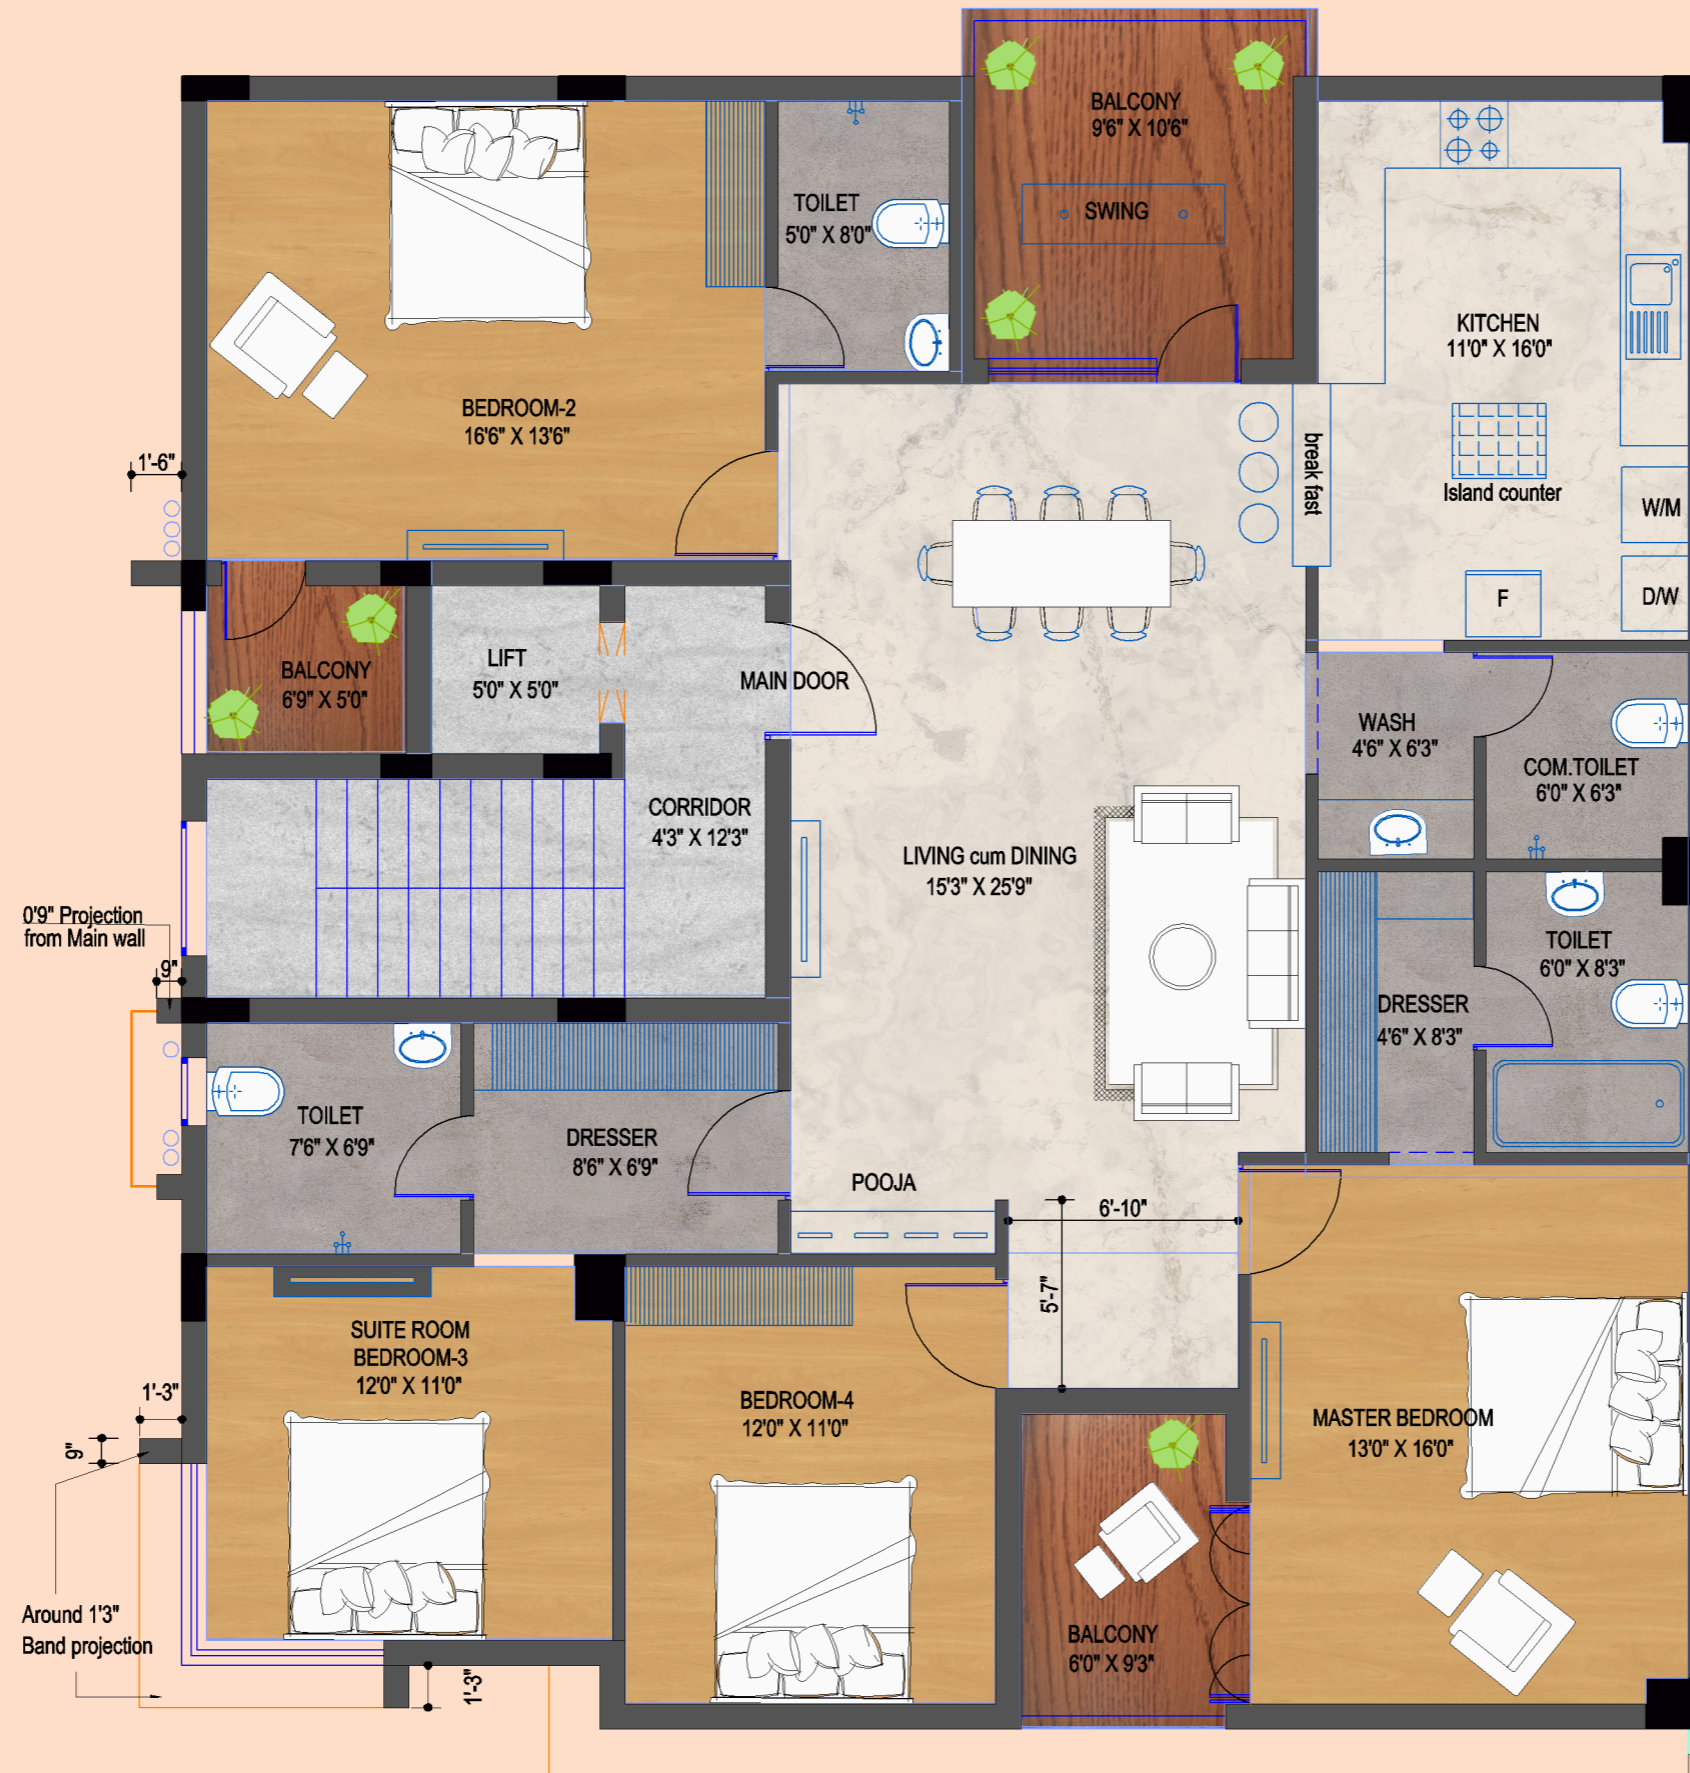 BALCONY
9'6" X 10'6"
SWING
TOILET
5'0" X 8'0"
KITCHEN
11'0" X 16'0"
BEDROOM-2
16'6" X 13'6"
break fast
Island counter
W/M
F
D/W
1'-6"
BALCONY
6'9" X 5'0"
LIFT
5'0" X 5'0"
MAIN DOOR
WASH
4'6" X 6'3"
COM.TOILET
6'0" X 6'3"
CORRIDOR
4'3" X 12'3"
LIVING cum DINING
15'3" X 25'9"
0'9" Projection
from Main wall
9"
TOILET
6'0" X 8'3"
DRESSER
4'6" X 8'3"
TOILET
7'6" X 6'9"
DRESSER
8'6" X 6'9"
POOJA
6'-10"
5'-7"
SUITE ROOM
BEDROOM-3
12'0" X 11'0"
BEDROOM-4
12'0" X 11'0"
MASTER BEDROOM
13'0" X 16'0"
1'-3"
9"
Around 1'3"
Band projection
1'-3"
BALCONY
6'0" X 9'3"